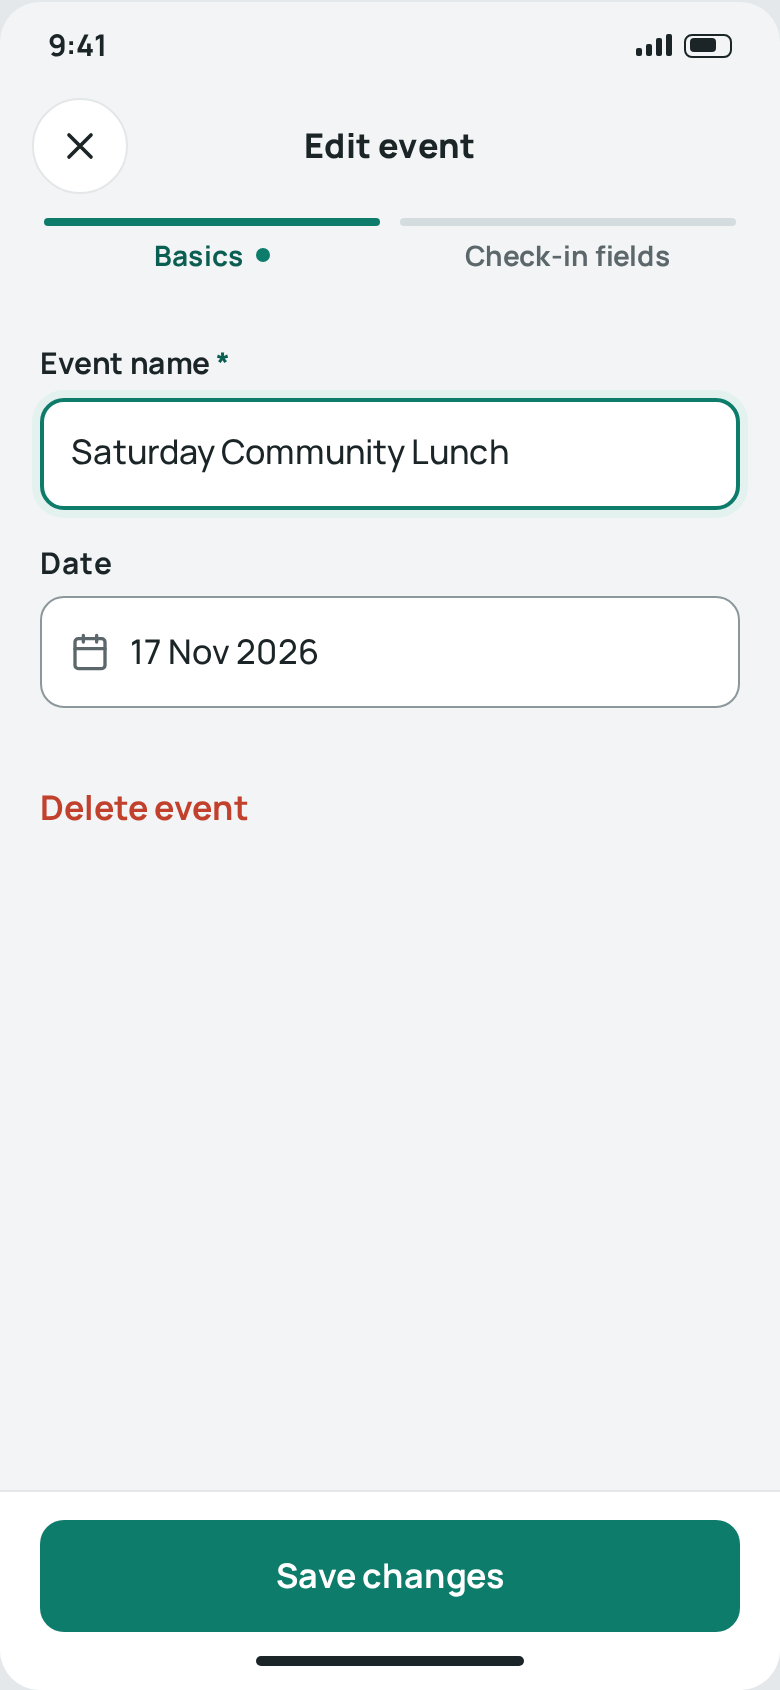 9:41
Edit event
Basics
Check-in fields
Event name *
Saturday Community Lunch
Date
17 Nov 2026
Delete event
Save changes